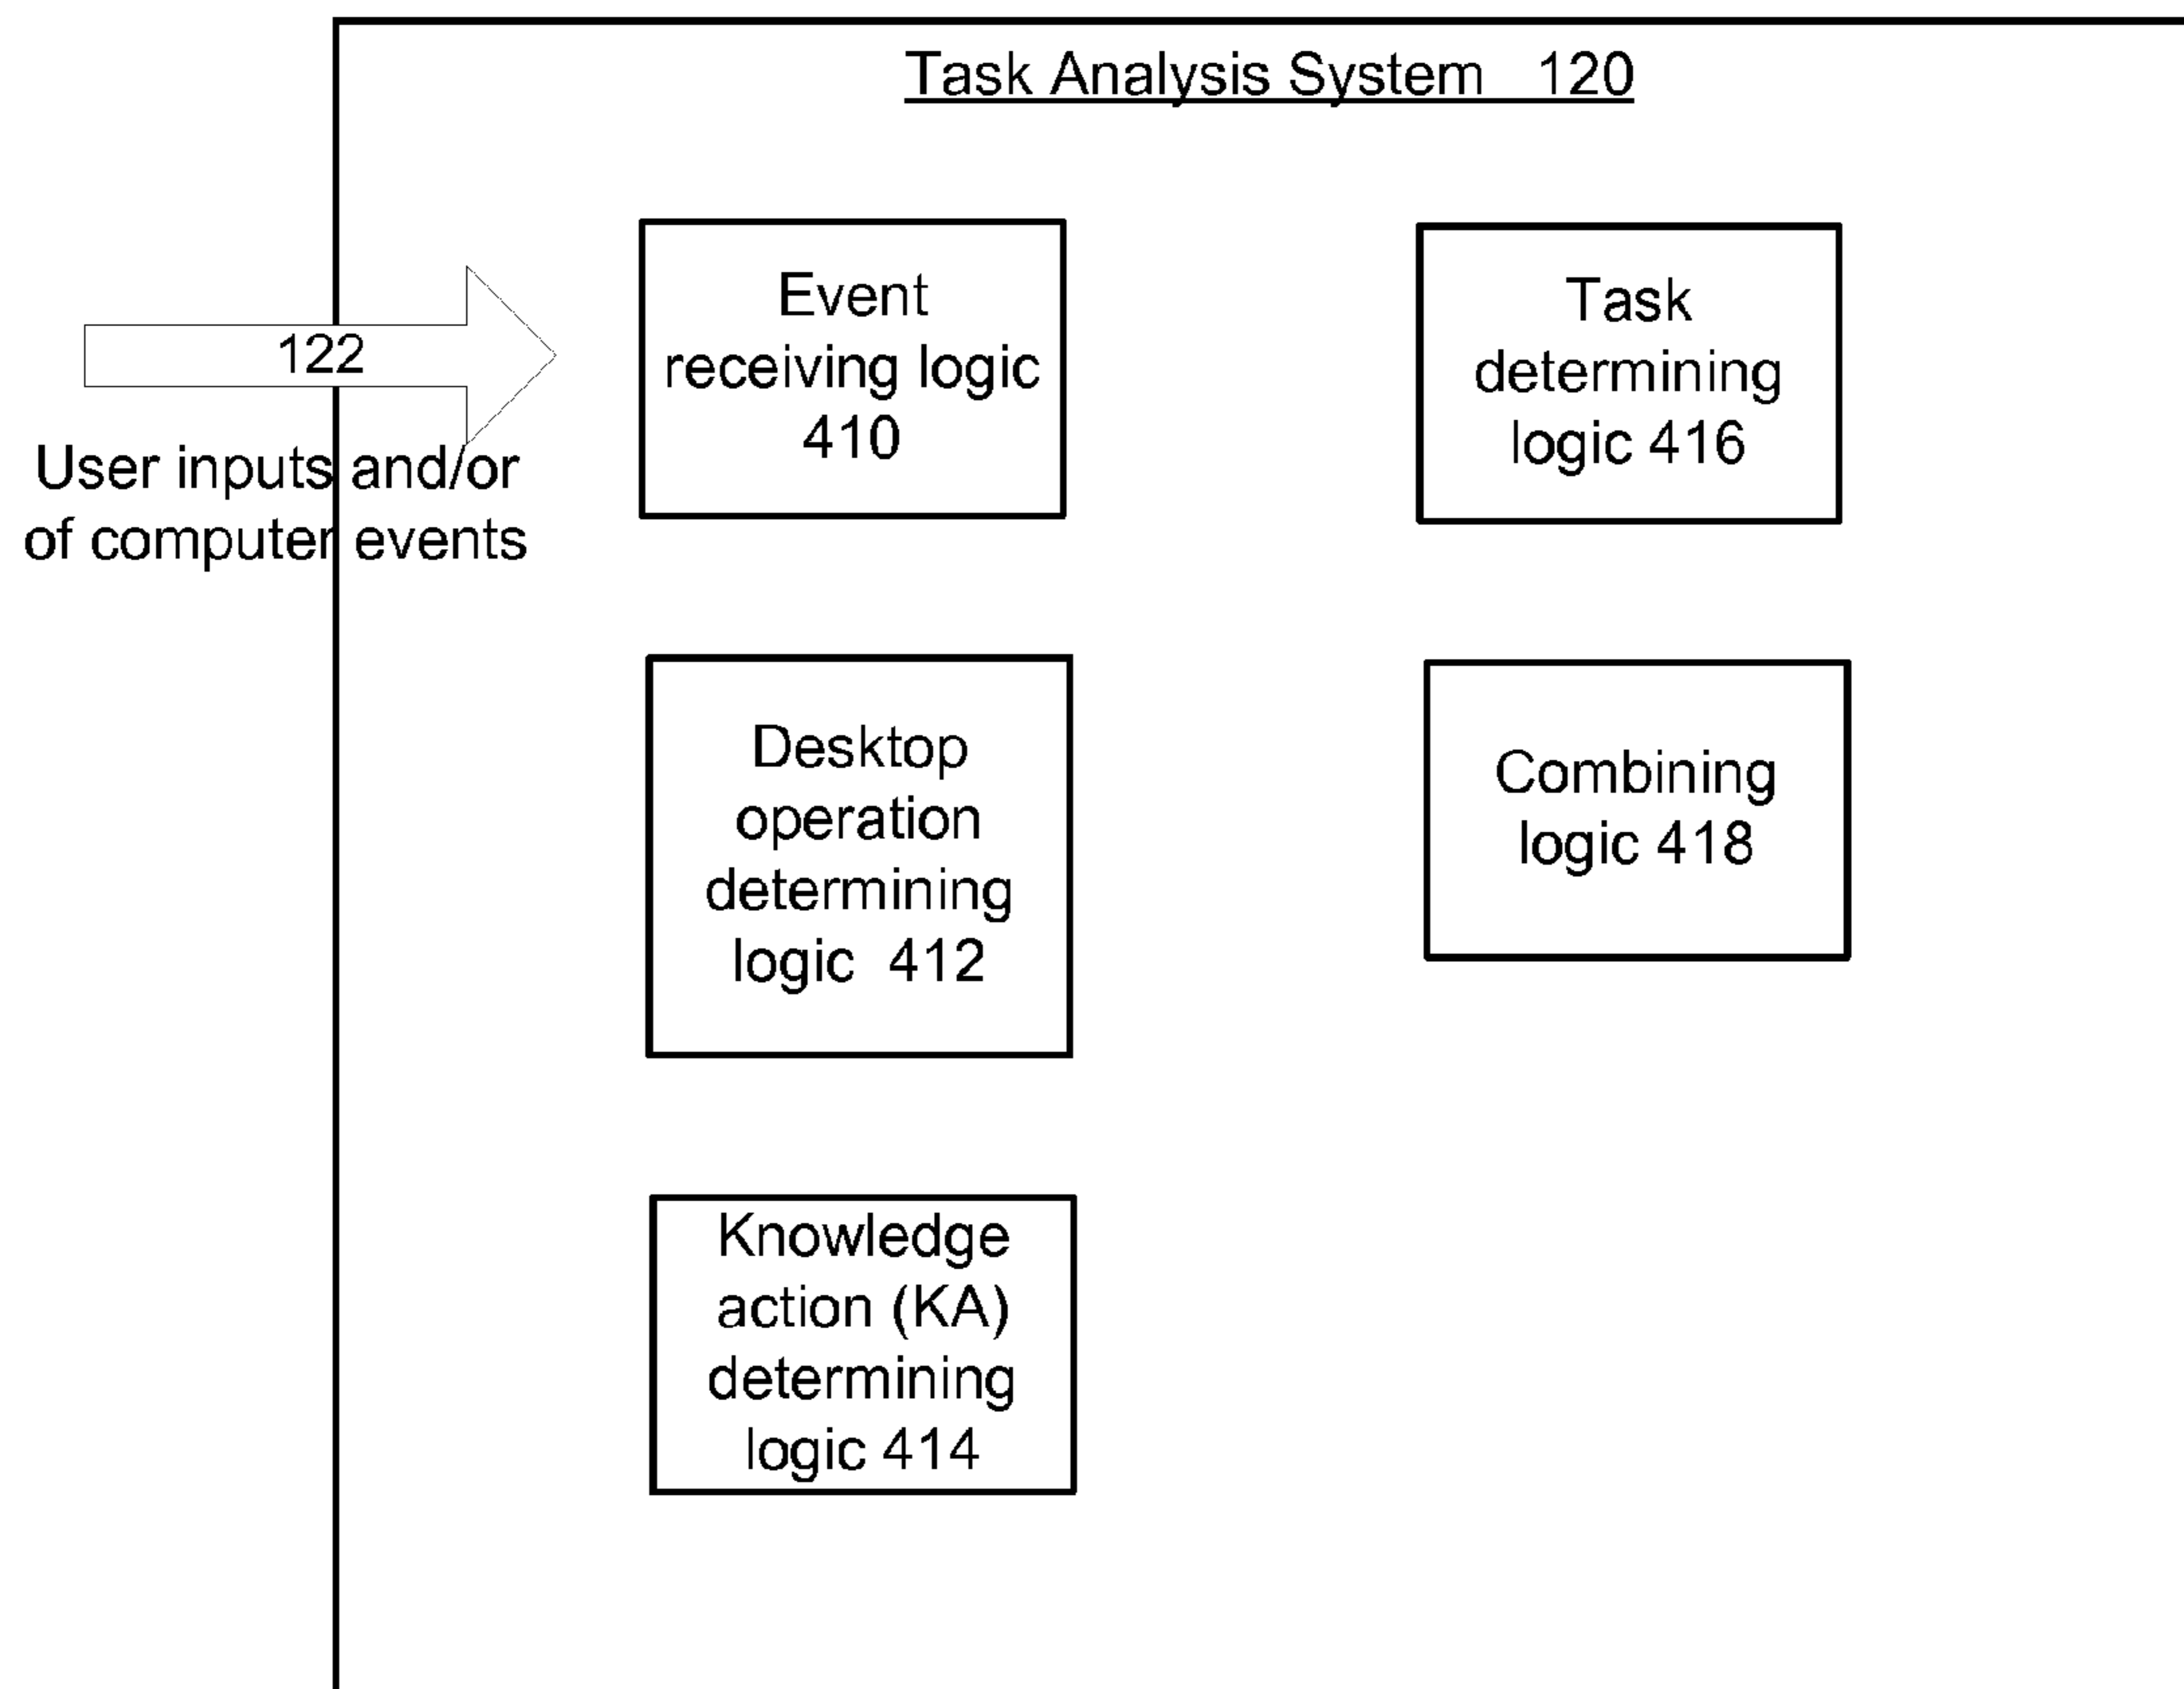 Task Analysis System 120
122
User inputs and/or
of computer events
Event
receiving logic
410
Desktop
operation
determining
logic 412
Knowledge
action (KA)
determining
logic 414
Task
determining
logic 416
Combining
logic 418